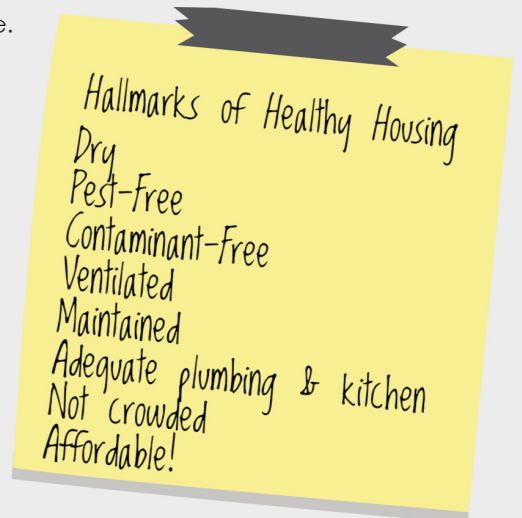 e.
Hallmarks of Healthy Housing
Dry
Pest-Free
Contaminant-Free
Ventilated
Maintained
Adequate plumbing & kitchen
Not crowded
Affordable!